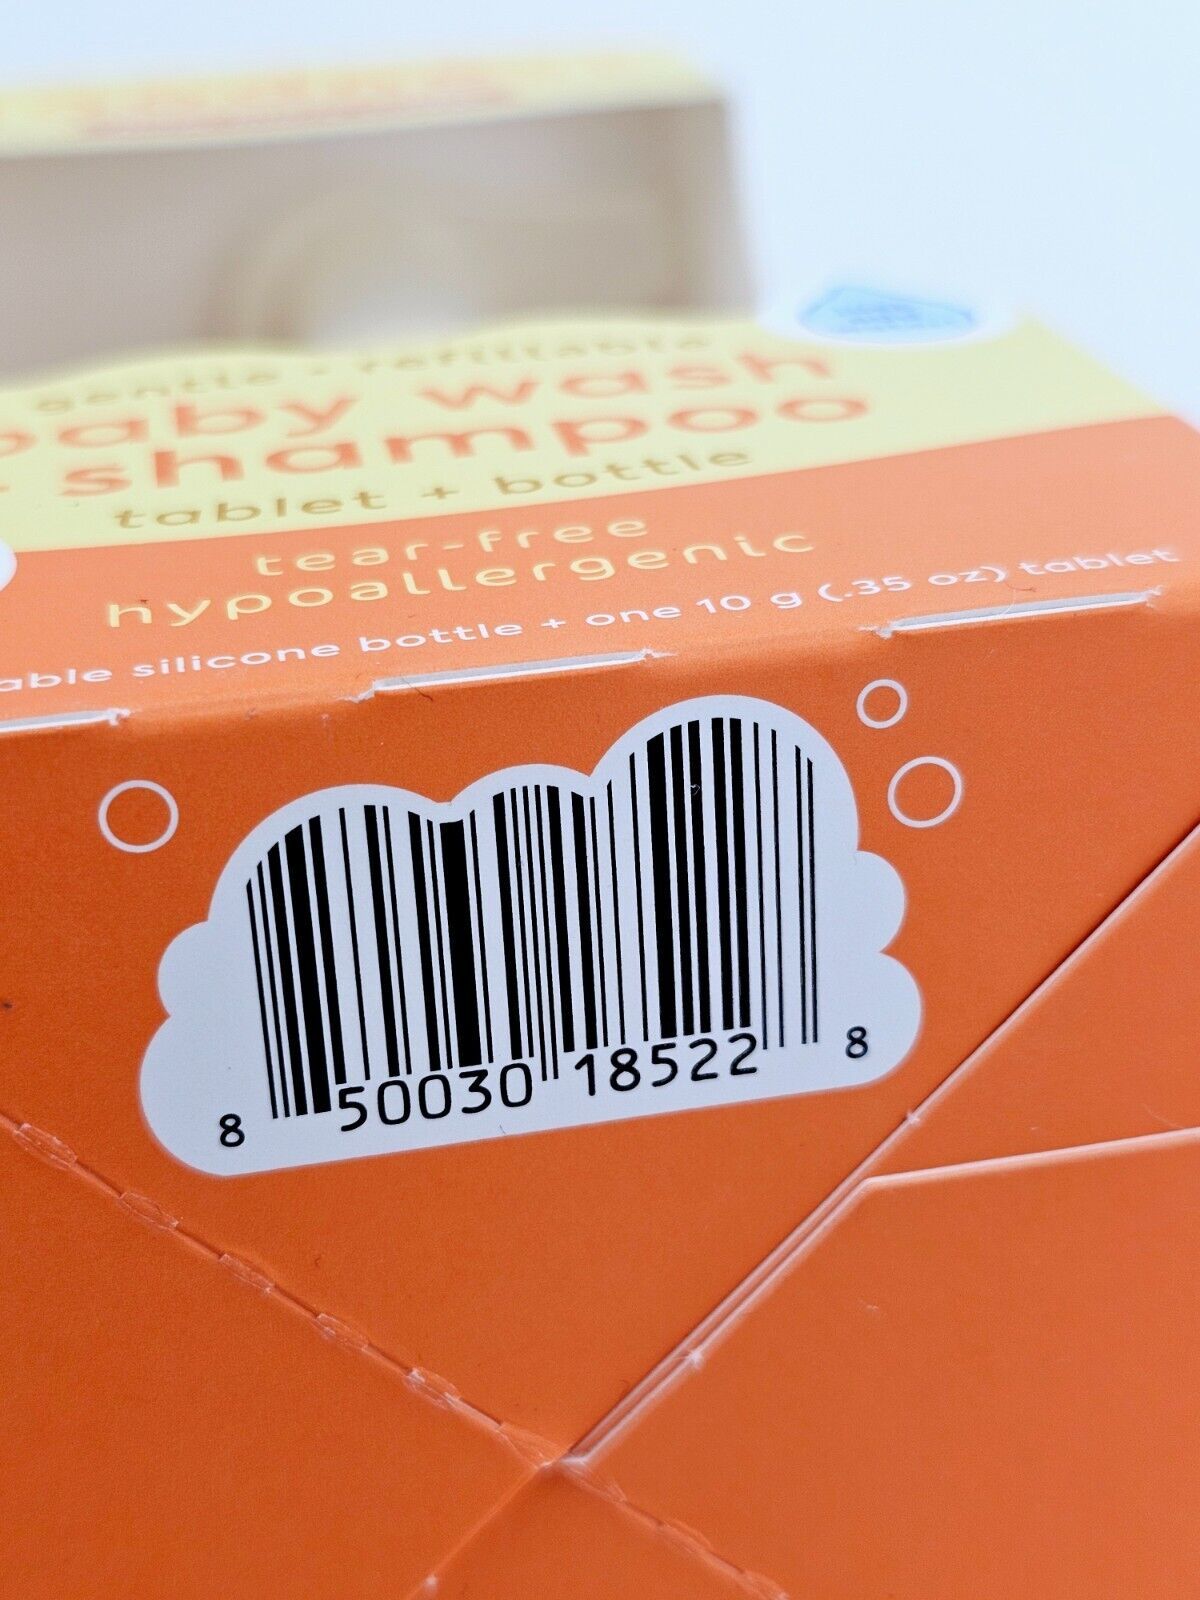 gentle • refillable
baby wash
shampoo
tablet + bottle
tear-free
hypoallergenic
silicone bottle + one 10 g (.35 oz) tablet
8 50030 18522 8